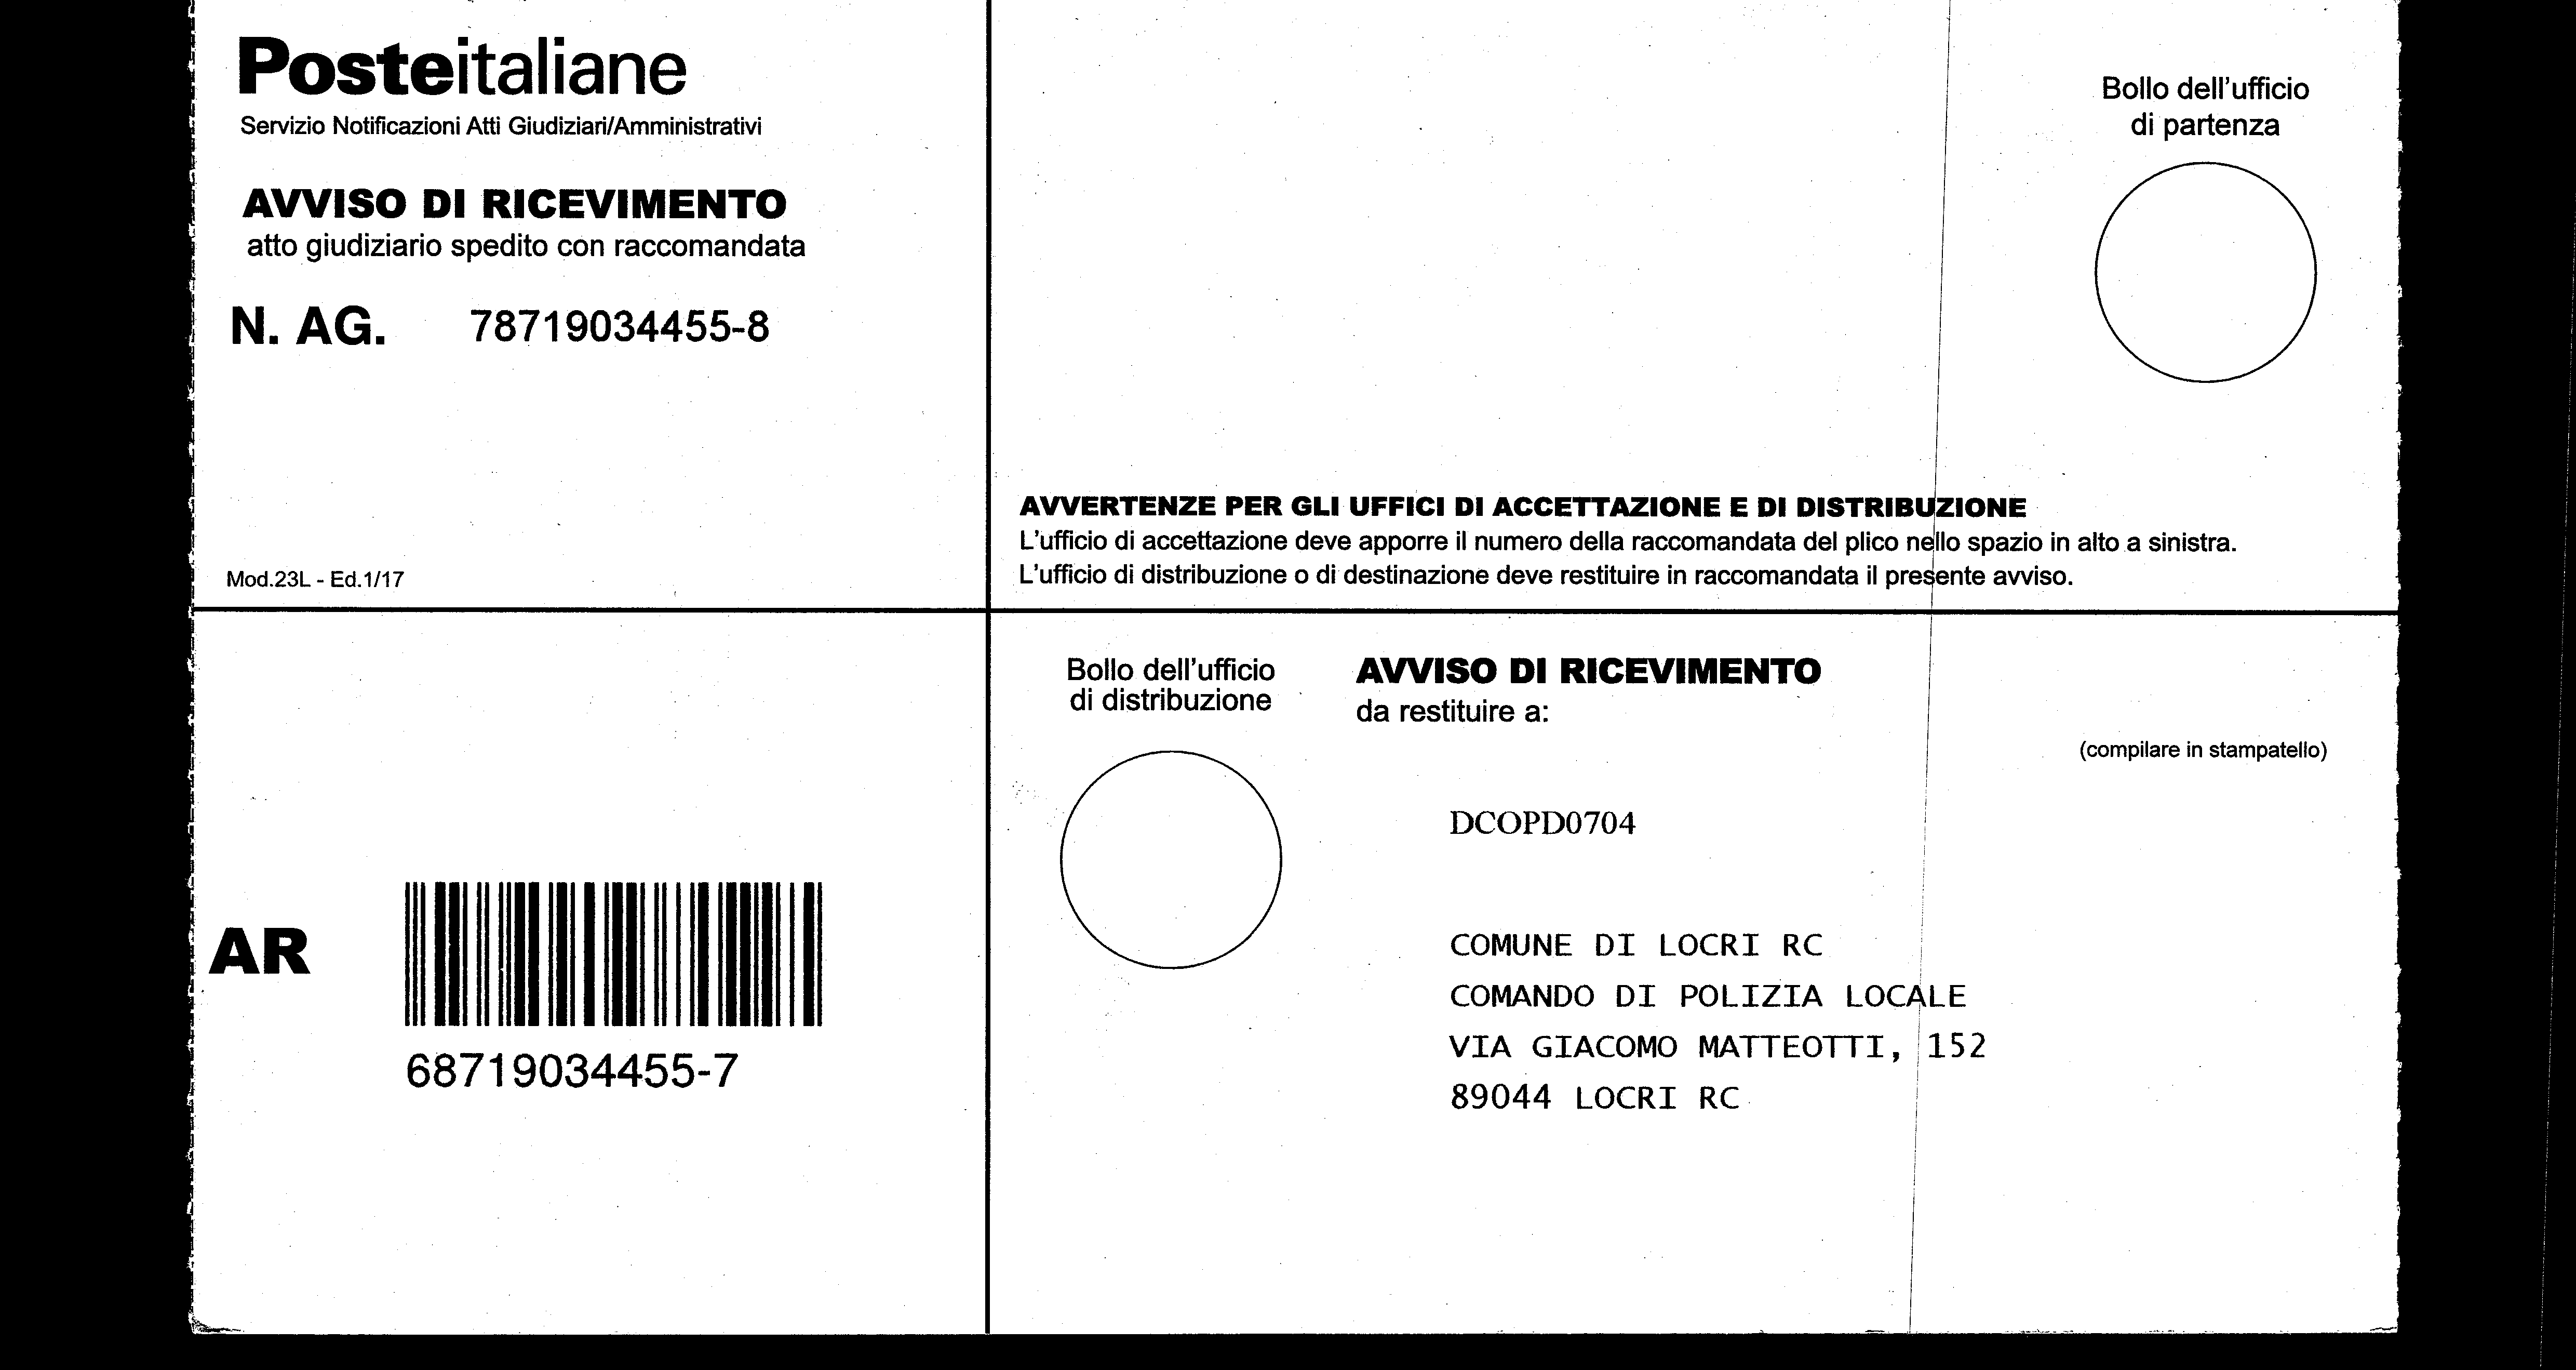 Posteitaliane
Servizio Notificazioni Atti Giudiziari/Amministrativi
AVVISO DI RICEVIMENTO
atto giudiziario spedito con raccomandata
N. AG. 78719034455-8
Mod.23L - Ed.1/17
Bollo dell'ufficio
di partenza
AVVERTENZE PER GLI UFFICI DI ACCETTAZIONE E DI DISTRIBUZIONE
L'ufficio di accettazione deve apporre il numero della raccomandata del plico nello spazio in alto a sinistra.
L'ufficio di distribuzione o di destinazione deve restituire in raccomandata il presente avviso.
AR
68719034455-7
Bollo dell'ufficio
di distribuzione
AVVISO DI RICEVIMENTO
da restituire a:
(compilare in stampatello)
DCOPD0704
COMUNE DI LOCRI RC
COMANDO DI POLIZIA LOCALE
VIA GIACOMO MATTEOTTI, 152
89044 LOCRI RC